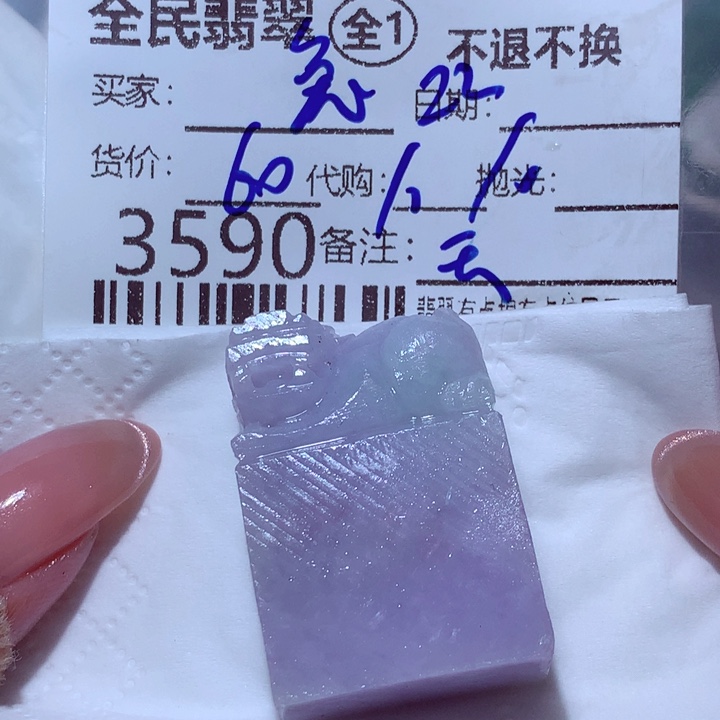 全民翡翠 全1 不退不换
买家： 日期： 22
货价： 60 代购： 抛光：
3590 备注：